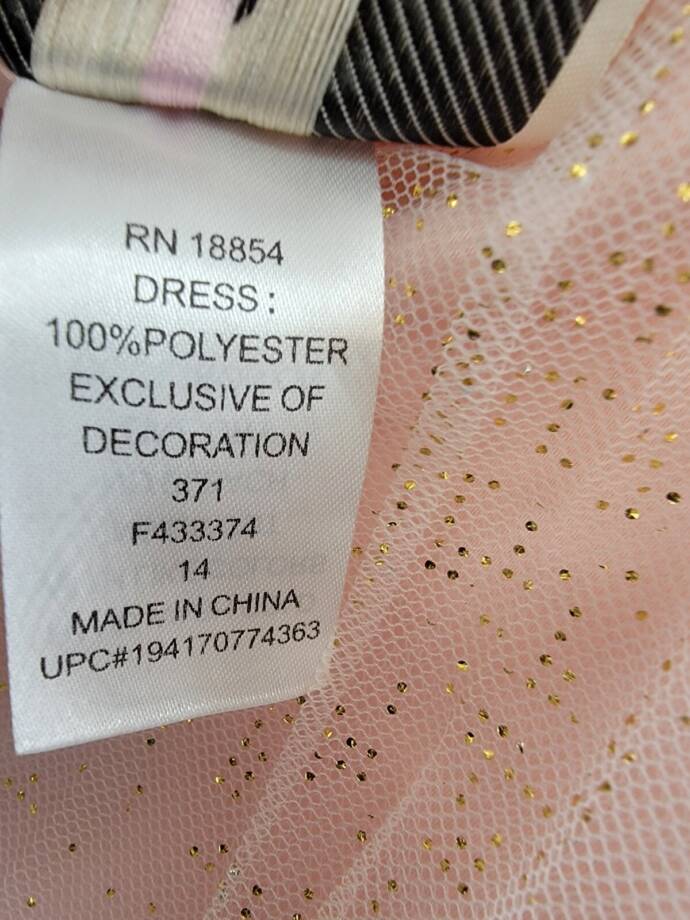 RN 18854
DRESS:
100%POLYESTER
EXCLUSIVE OF
DECORATION
371
F433374
14
MADE IN CHINA
UPC#194170774363